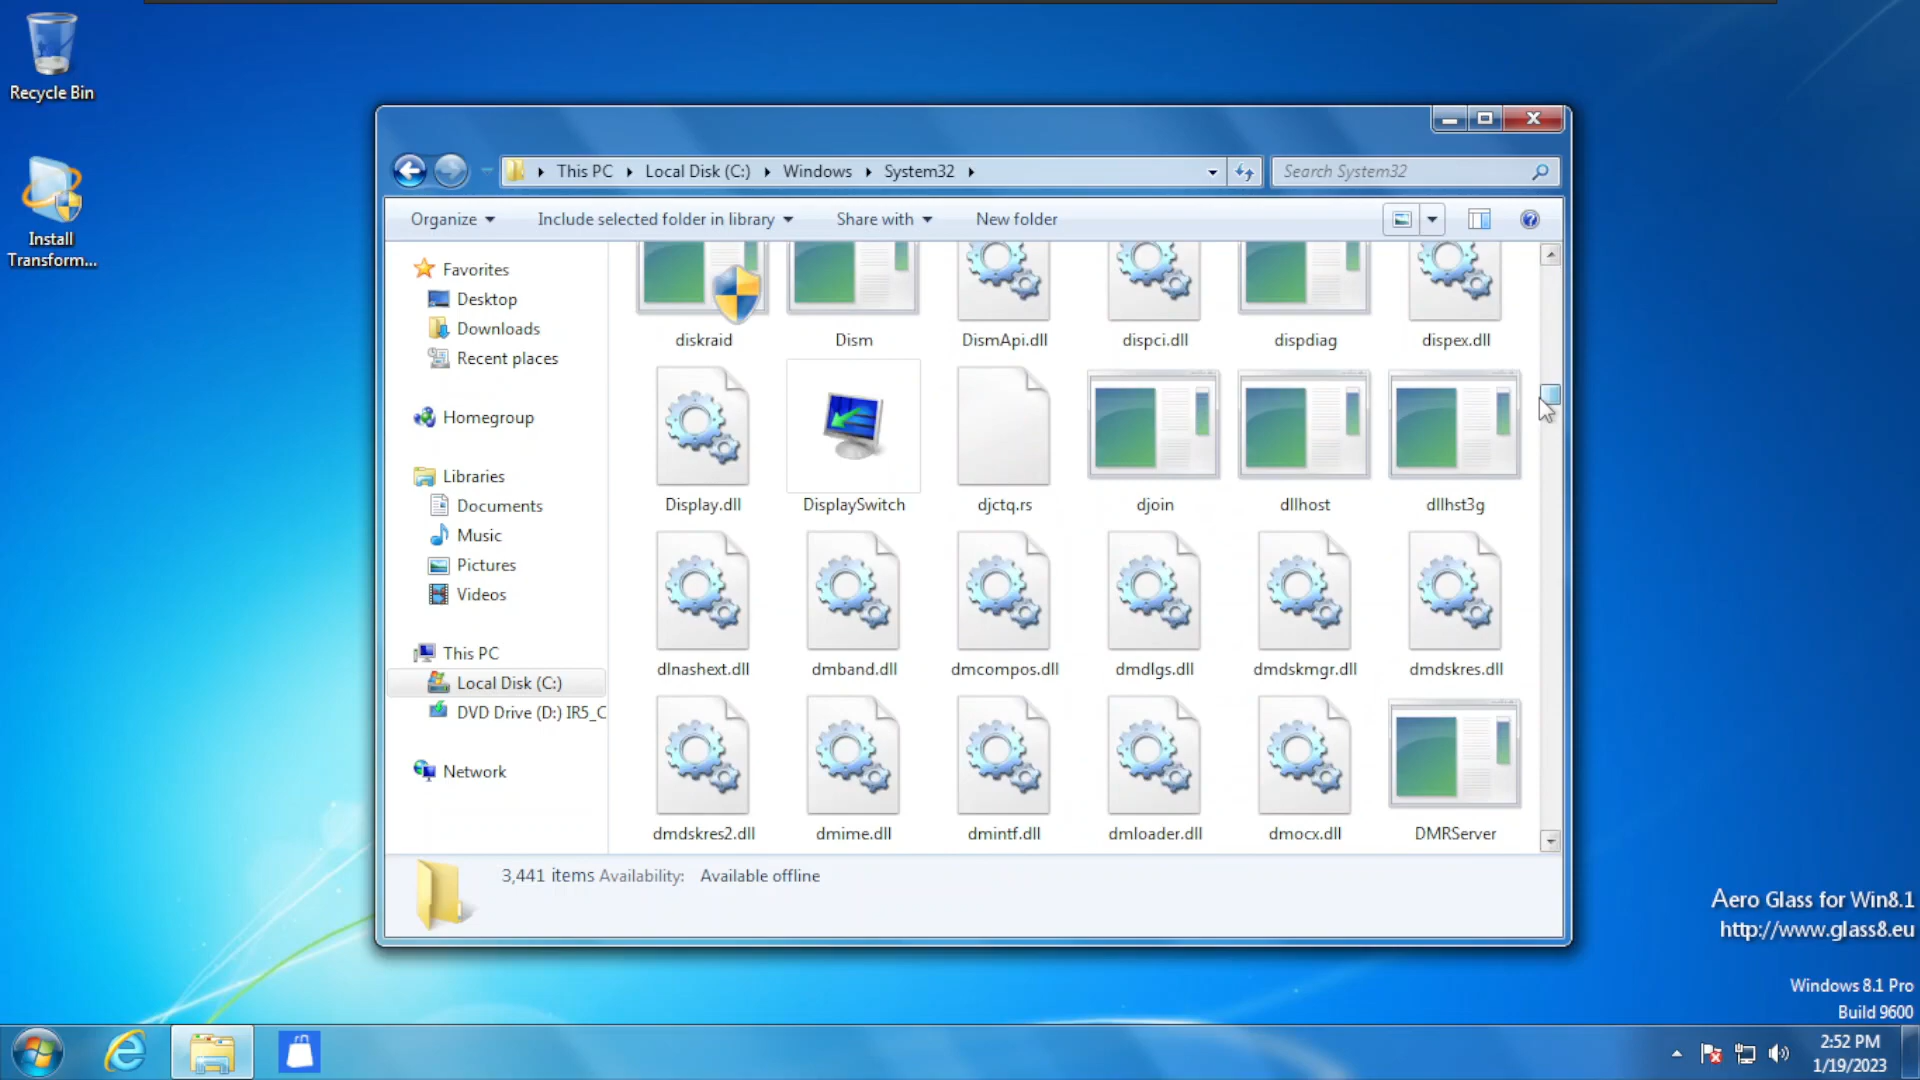 Recycle Bin
Install
Transform...
This PC
Local Disk (C:)
Windows
System32
Search System32
Organize
Include selected folder in library
Share with
New folder
Favorites
Desktop
Downloads
Recent places
Homegroup
Libraries
Documents
Music
Pictures
Videos
This PC
Local Disk (C:)
DVD Drive (D:) IR5_C
Network
diskraid
Dism
DismApi.dll
dispci.dll
dispdiag
dispex.dll
Display.dll
DisplaySwitch
djctq.rs
djoin
dllhost
dllhst3g
dlnashext.dll
dmband.dll
dmcompos.dll
dmdlgs.dll
dmdskmgr.dll
dmdskres.dll
dmdskres2.dll
dmime.dll
dmintf.dll
dmloader.dll
dmocx.dll
DMRServer
3,441 items Availability: Available offline
Aero Glass for Win8.1
http://www.glass8.eu
Windows 8.1 Pro
Build 9600
2:52 PM
1/19/2023